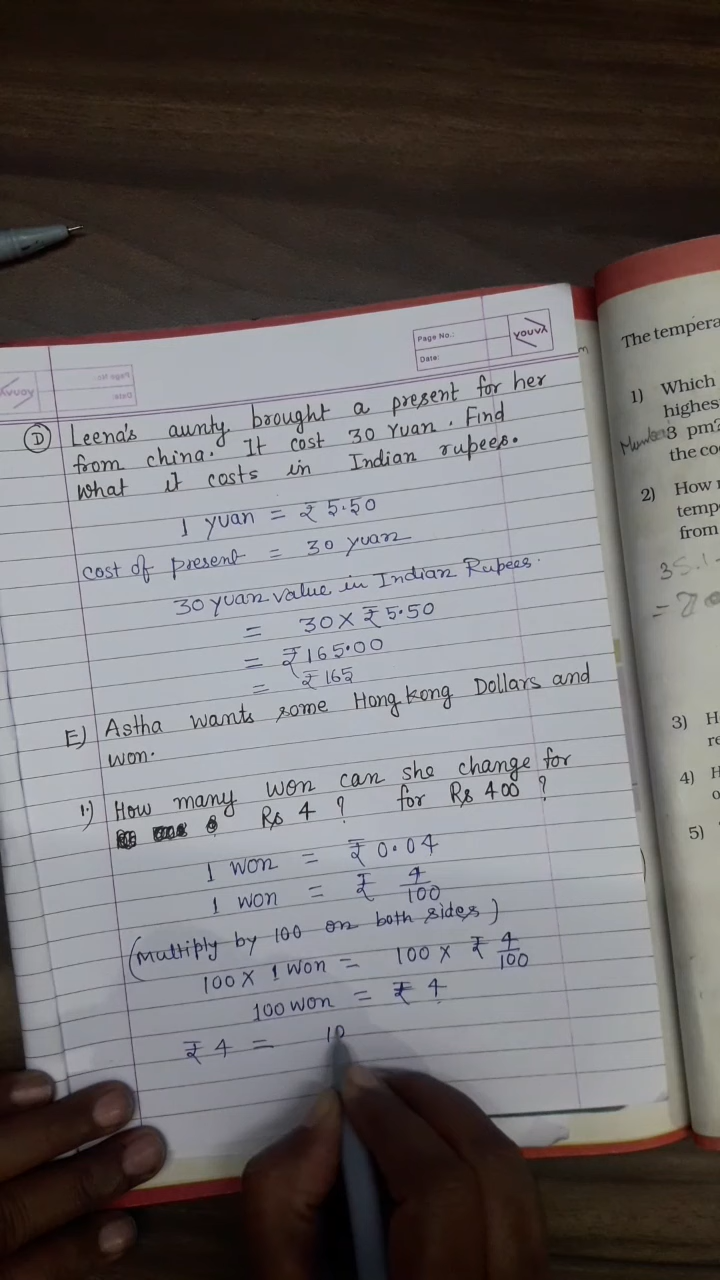 Page No.:
Date:
YOUVA
D) Leena's aunty brought a present for her
from china. It cost 30 Yuan. Find
what it costs in Indian rupees.
1 yuan = ₹5.50
cost of present = 30 yuan
30 yuan value in Indian Rupees.
= 30 X ₹5.50
= ₹165.00
= ₹165
E) Astha wants some Hong kong Dollars and
won.
1.) How many won can she change for
Rs 4 ? for Rs 400 ?
1 won = ₹0.04
1 won = ₹ 4/100
(Multiply by 100 on both sides)
100 X 1 Won = 100 X ₹ 4/100
100 won = ₹ 4
₹ 4 = 10
The tempera
1) Which
highes
3 pm?
the co
2) How
temp
from
35.1-
3) H
re
4) H
o
5)